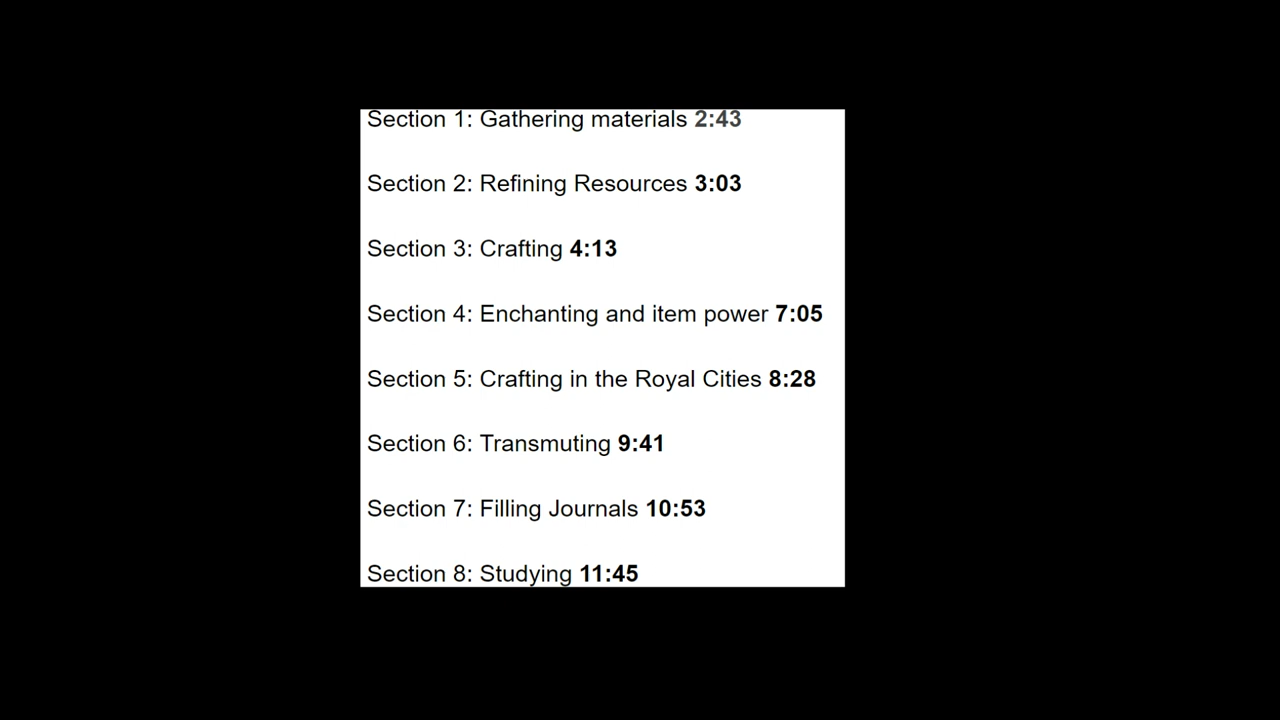 Section 1: Gathering materials 2:43
Section 2: Refining Resources 3:03
Section 3: Crafting 4:13
Section 4: Enchanting and item power 7:05
Section 5: Crafting in the Royal Cities 8:28
Section 6: Transmuting 9:41
Section 7: Filling Journals 10:53
Section 8: Studying 11:45